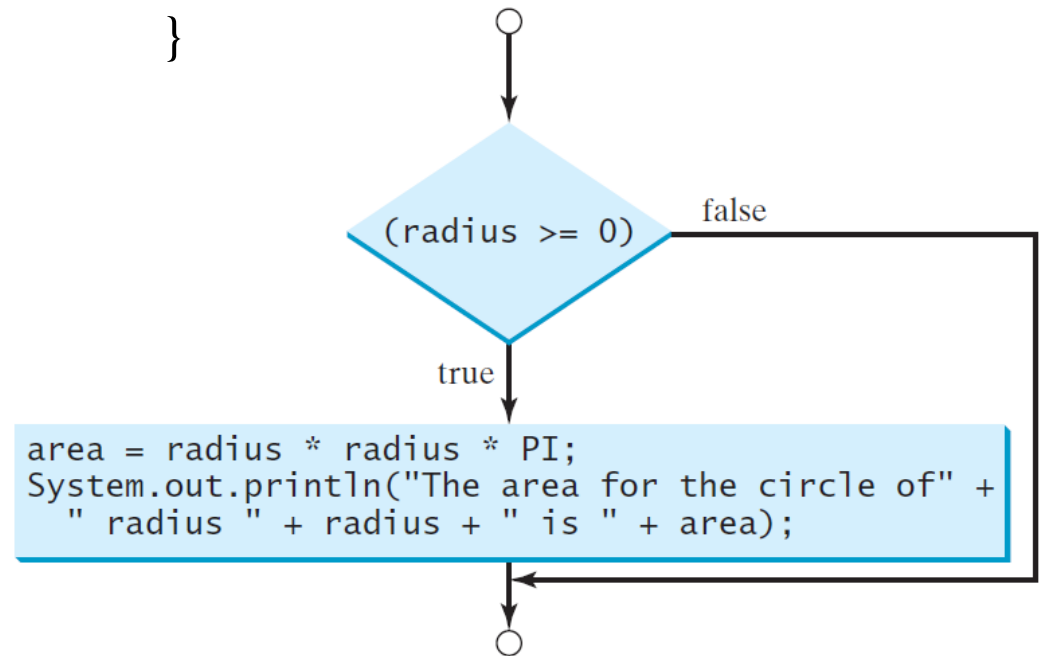 }
(radius >= 0)
false
true
area = radius * radius * PI;
System.out.println("The area for the circle of" +
" radius " + radius + " is " + area);